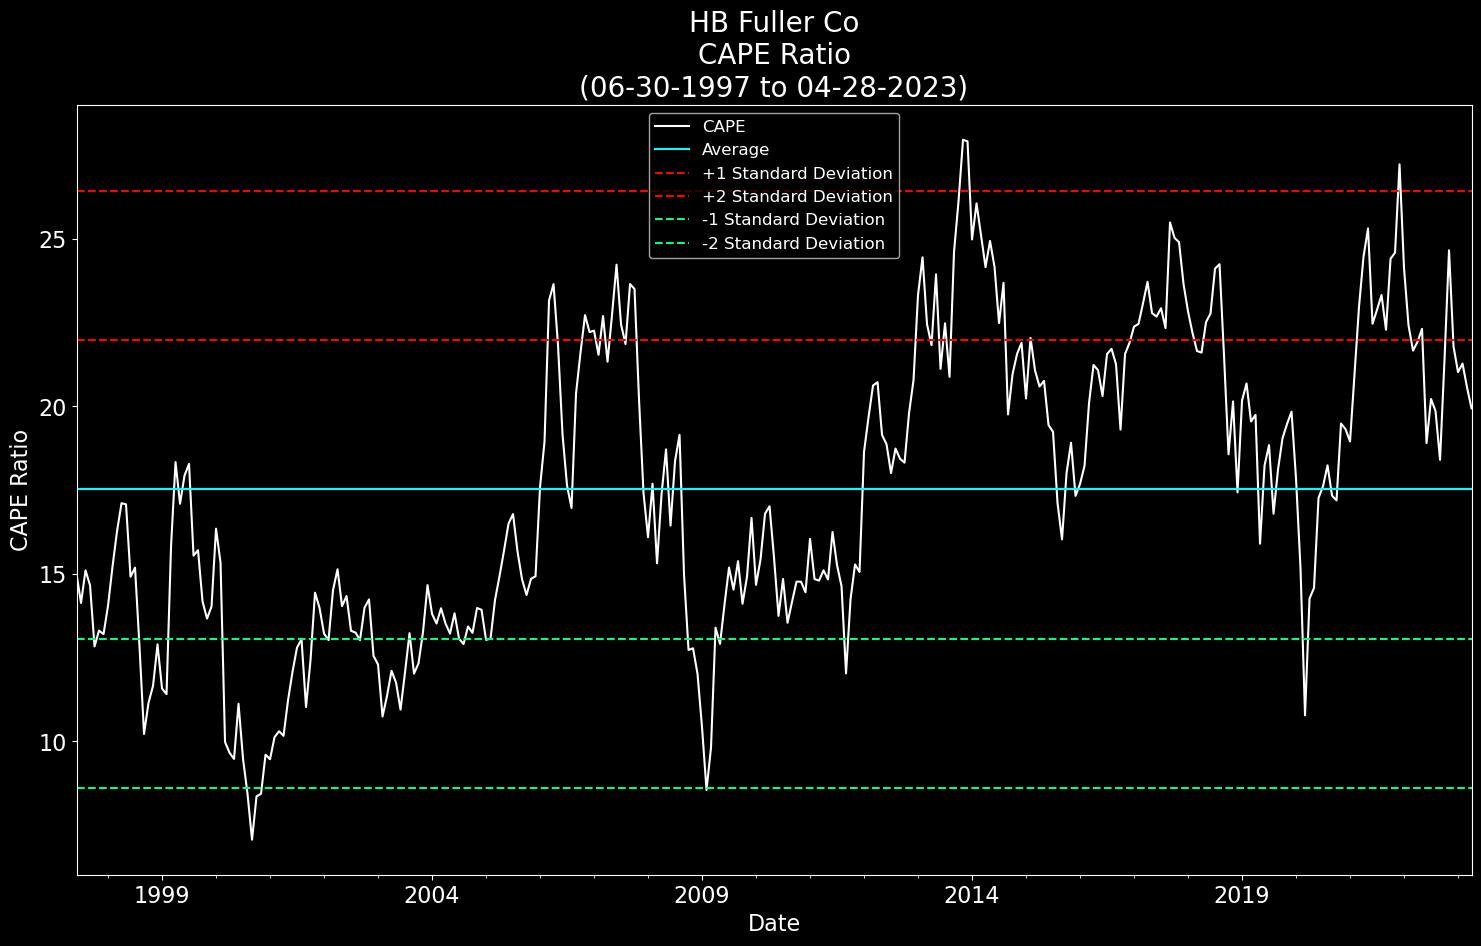 HB Fuller Co
CAPE Ratio
(06-30-1997 to 04-28-2023)
CAPE
Average
+1 Standard Deviation
+2 Standard Deviation
-1 Standard Deviation
-2 Standard Deviation
CAPE Ratio
25
20
15
10
1999 2004 2009 2014 2019
Date